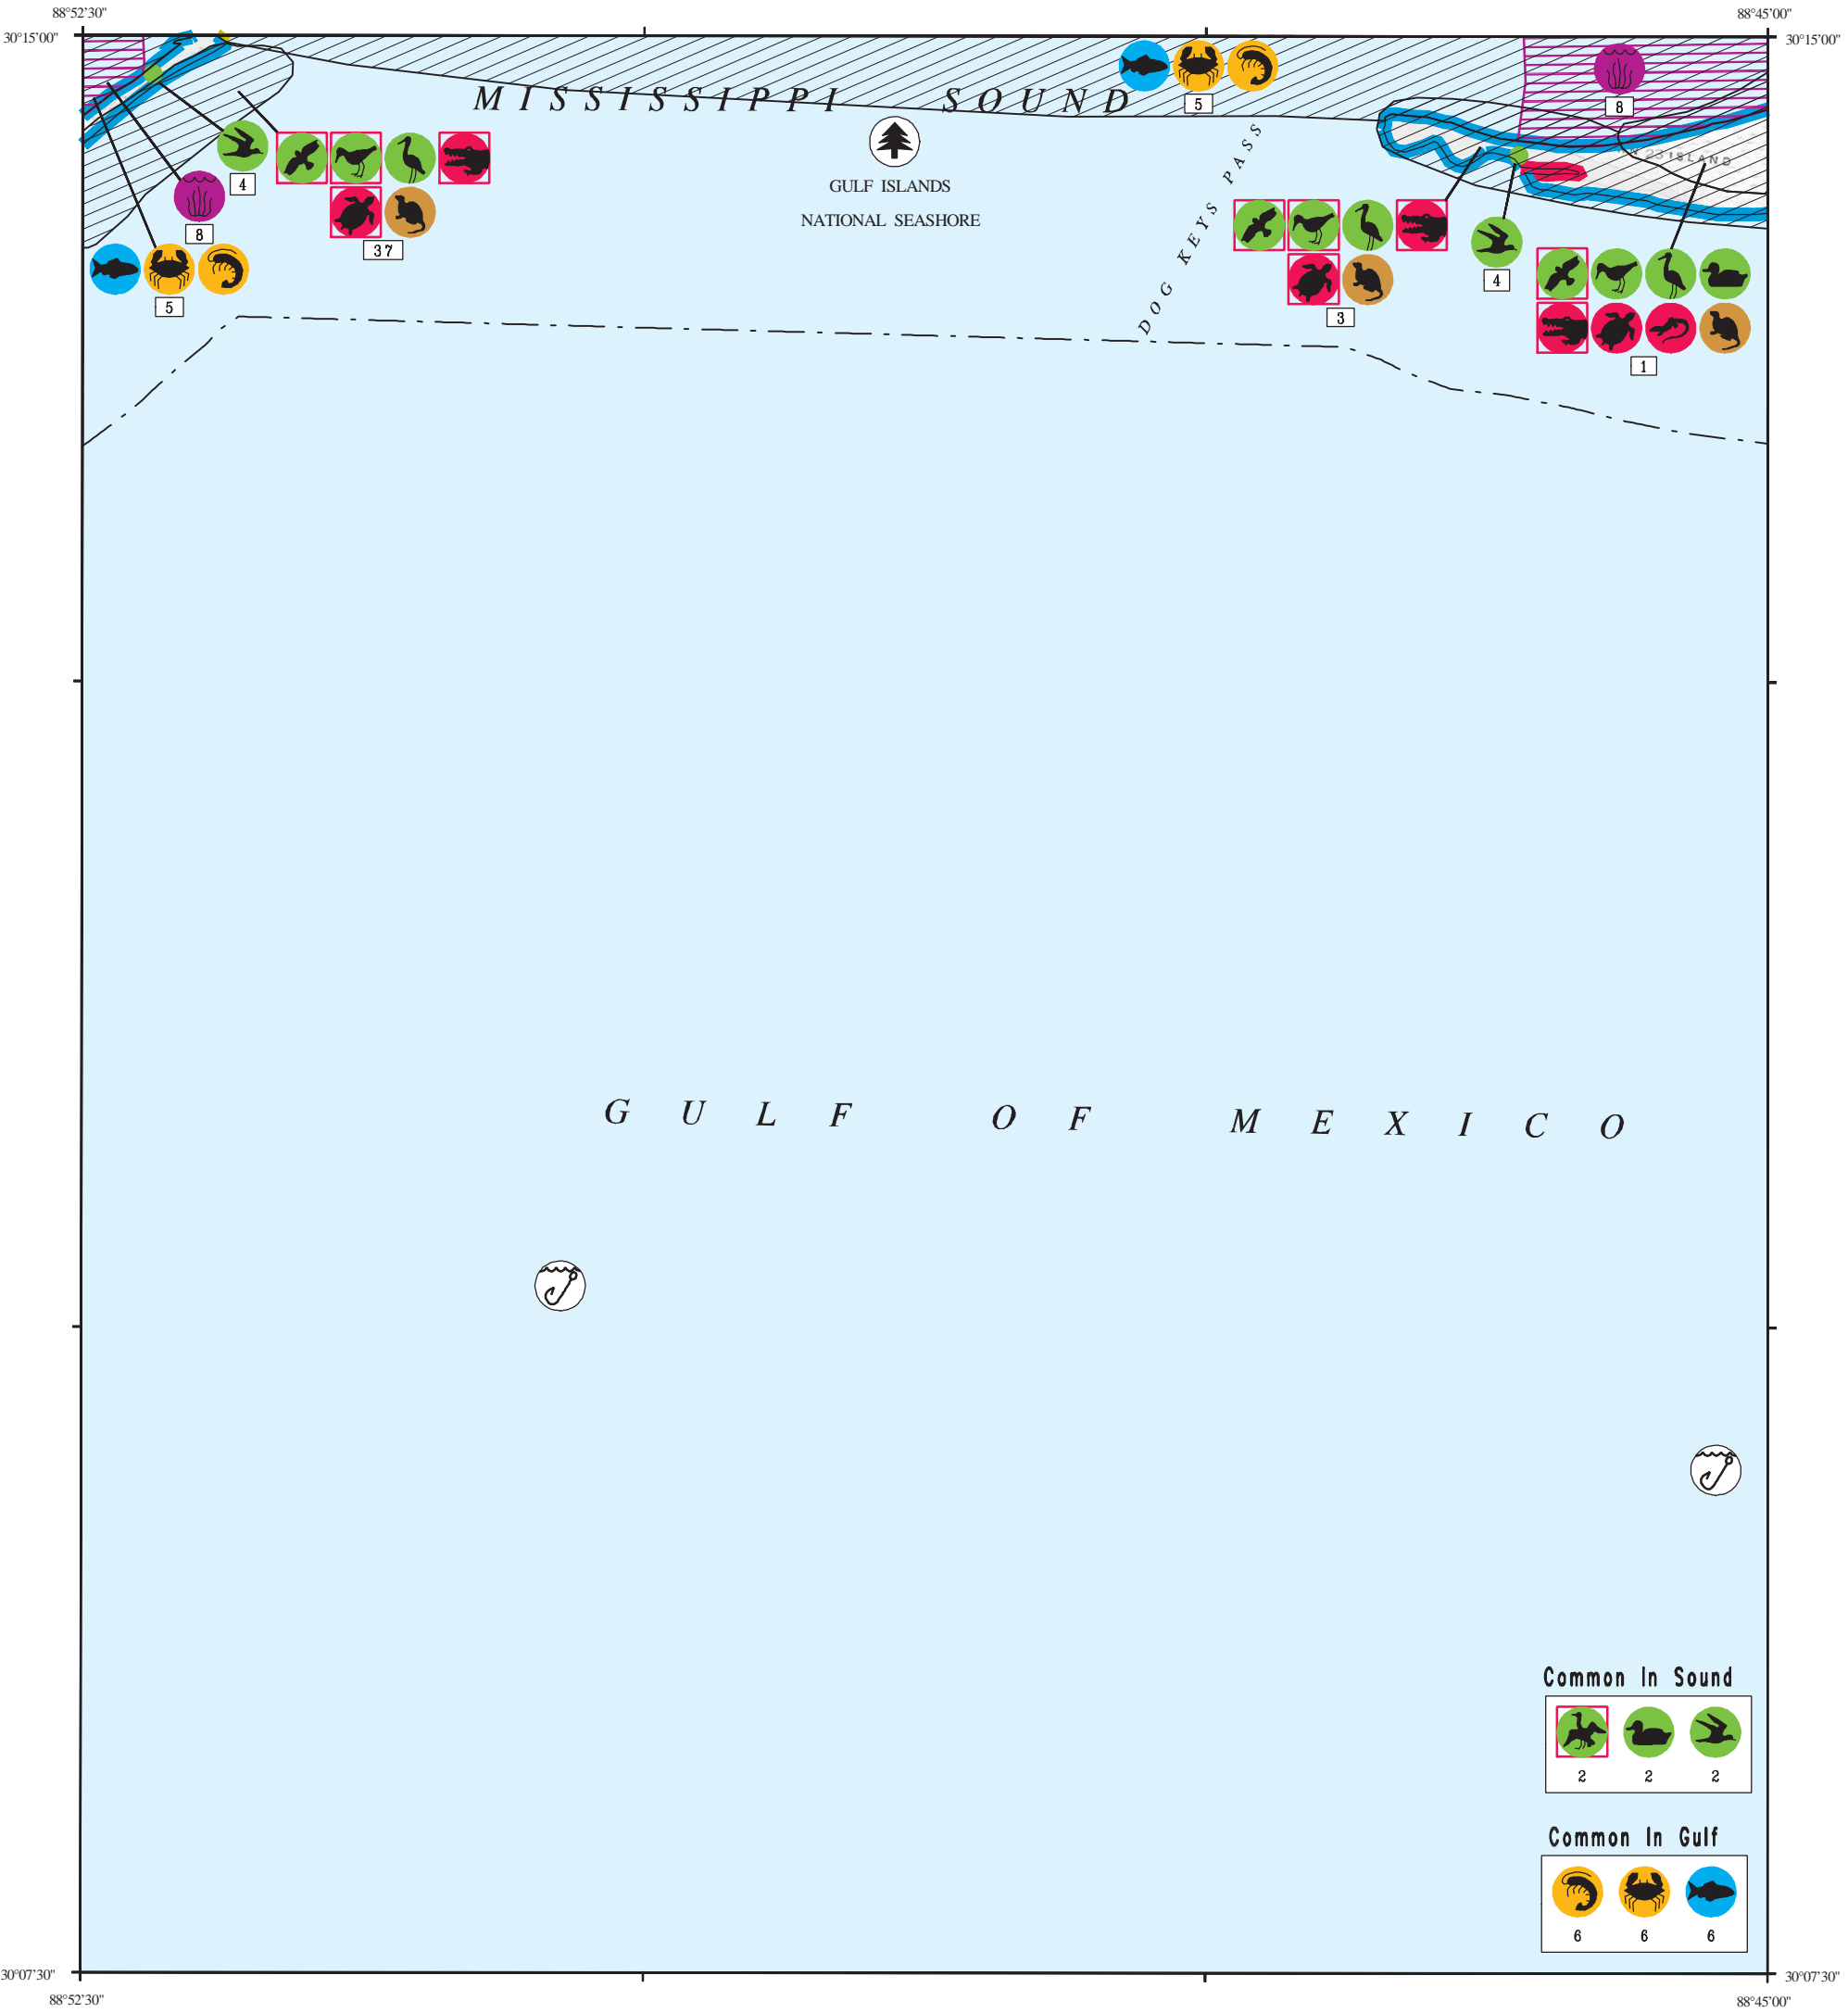 88°52'30"
88°45'00"
30°15'00"
30°15'00"
MISSISSIPPI SOUND
5
8
GULF ISLANDS
NATIONAL SEASHORE
DOG KEYS PASS
ISLAND
4
8
37
5
3
4
1
GULF OF MEXICO
Common In Sound
2 2 2
Common In Gulf
6 6 6
30°07'30"
30°07'30"
88°52'30"
88°45'00"